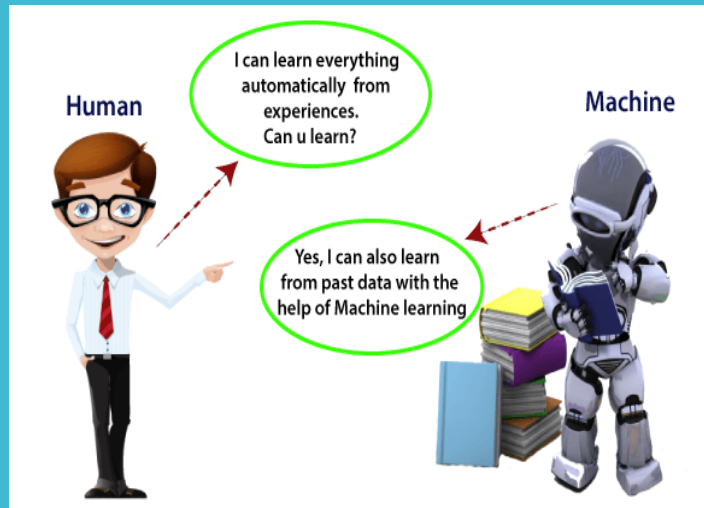 Human
I can learn everything
automatically from
experiences.
Can u learn?
Machine
Yes, I can also learn
from past data with the
help of Machine learning